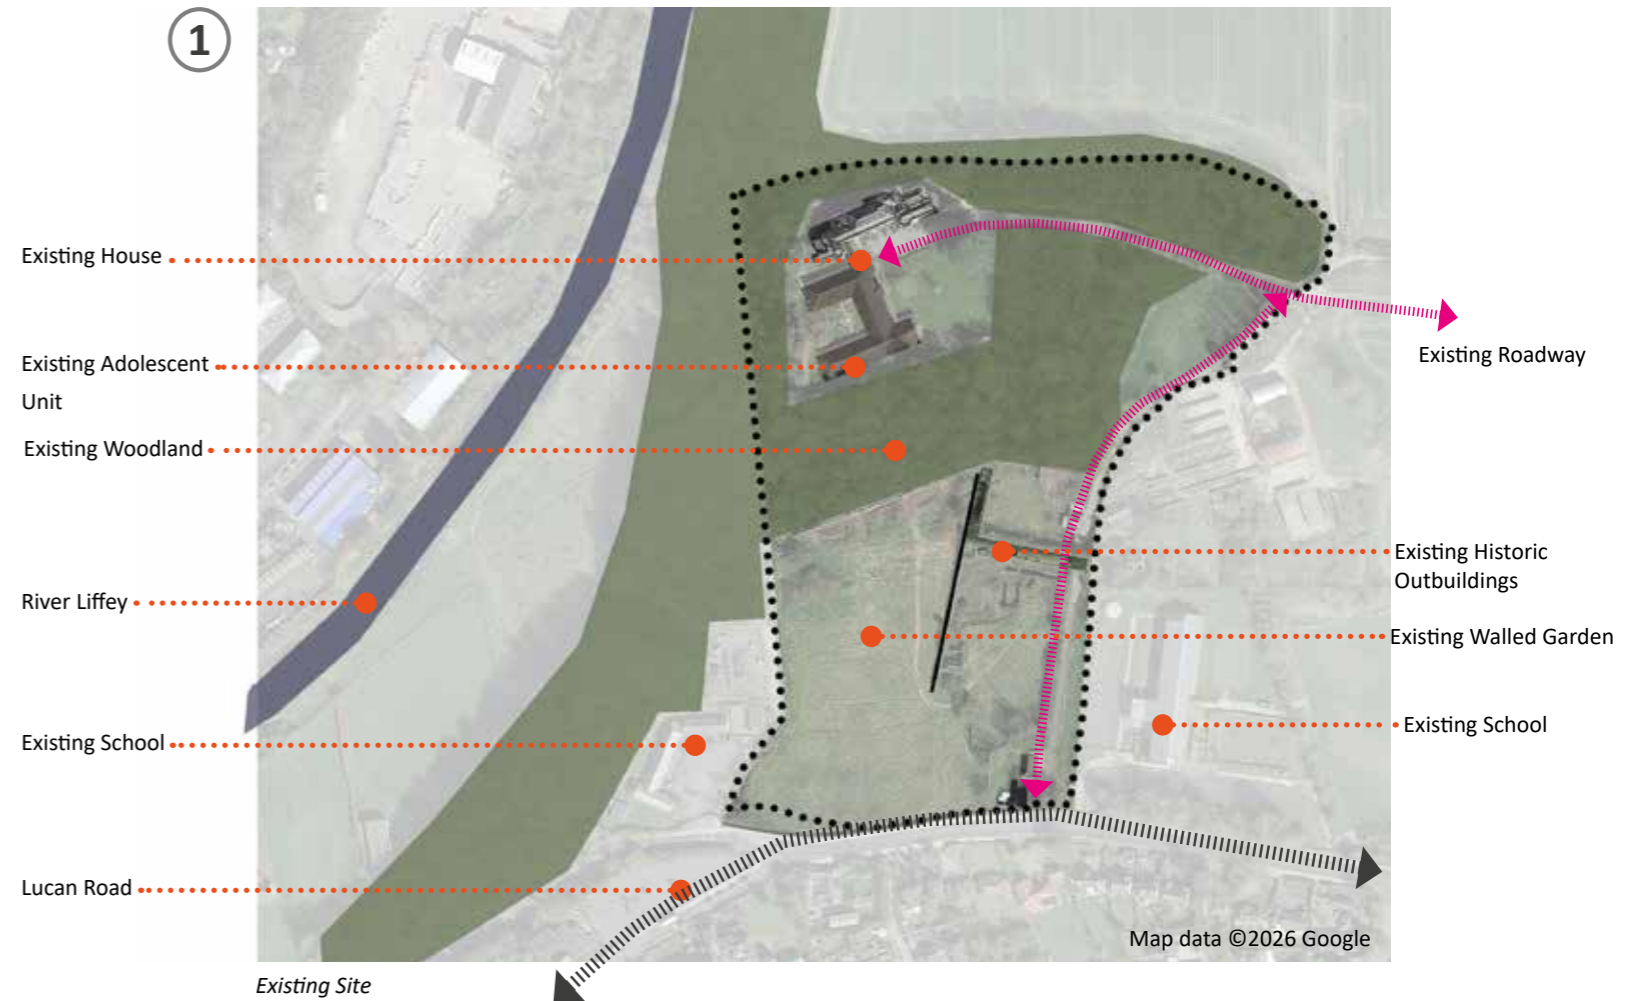 1
Existing House
Existing Adolescent
Unit
Existing Woodland
River Liffey
Existing School
Lucan Road
Existing Roadway
Existing Historic
Outbuildings
Existing Walled Garden
Existing School
Map data ©2026 Google
Existing Site